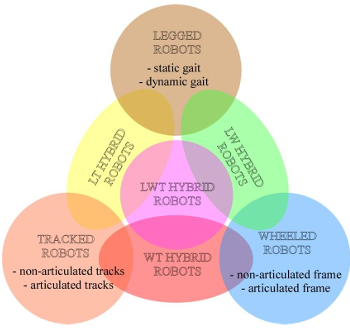 LEGGED
ROBOTS
- static gait
- dynamic gait
LT HYBRID
ROBOTS
LW HYBRID
ROBOTS
LWT HYBRID
ROBOTS
TRACKED
ROBOTS
- non-articulated tracks
- articulated tracks
WT HYBRID
ROBOTS
WHEELED
ROBOTS
- non-articulated frame
- articulated frame